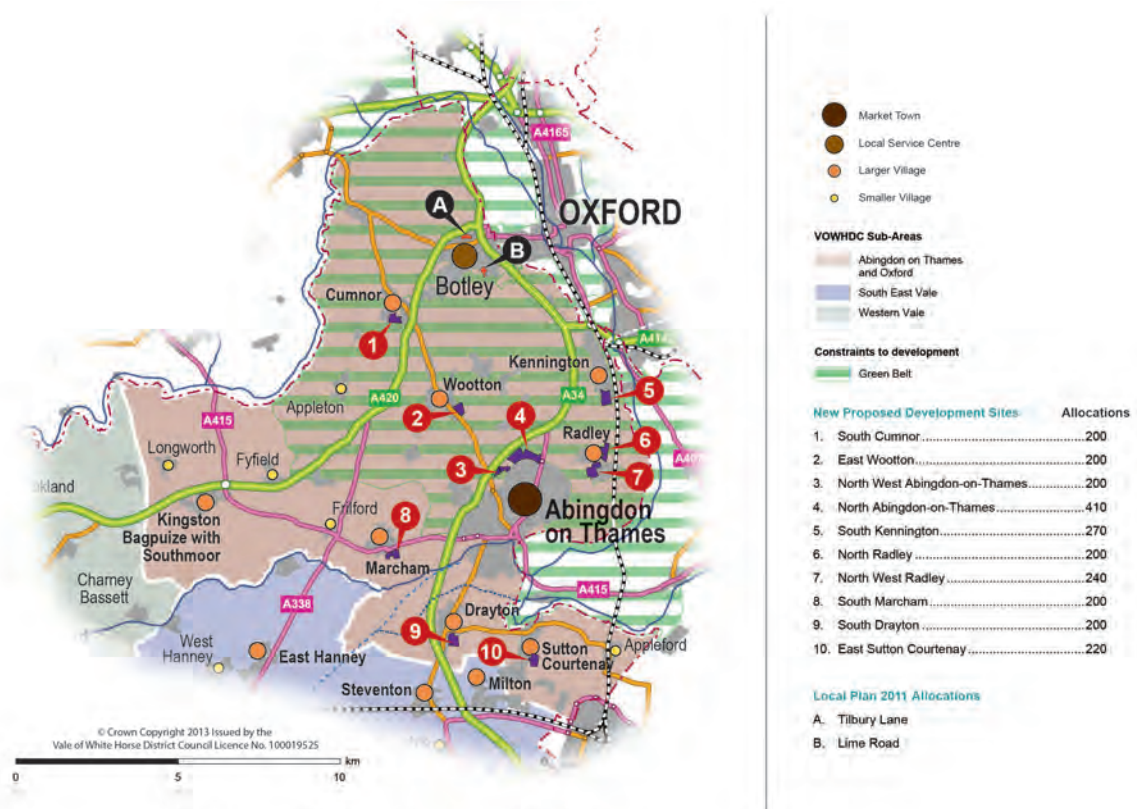 A4165
OXFORD
A
B
Botley
Cumnor
1
Kennington
Wootton
5
A420
A34
Appleton
2
4
A415
Radley
6
Longworth
Fyfield
3
7
Kingston
Bagpuize with
Southmoor
Frilford
8
Abingdon
on Thames
Marcham
Charney
Bassett
A415
A338
Drayton
9
West
Hanney
East Hanney
10
Sutton
Courtenay
Appleford
Milton
Steventon
© Crown Copyright 2013 Issued by the
Vale of White Horse District Council Licence No. 100019525
km
0 5 10
Market Town
Local Service Centre
Larger Village
Smaller Village
VOWHDC Sub-Areas
Abingdon on Thames
and Oxford
South East Vale
Western Vale
Constraints to development
Green Belt
New Proposed Development Sites Allocations
1. South Cumnor 200
2. East Wootton 200
3. North West Abingdon-on-Thames 200
4. North Abingdon-on-Thames 410
5. South Kennington 270
6. North Radley 200
7. North West Radley 240
8. South Marcham 200
9. South Drayton 200
10. East Sutton Courtenay 220
Local Plan 2011 Allocations
A. Tilbury Lane
B. Lime Road